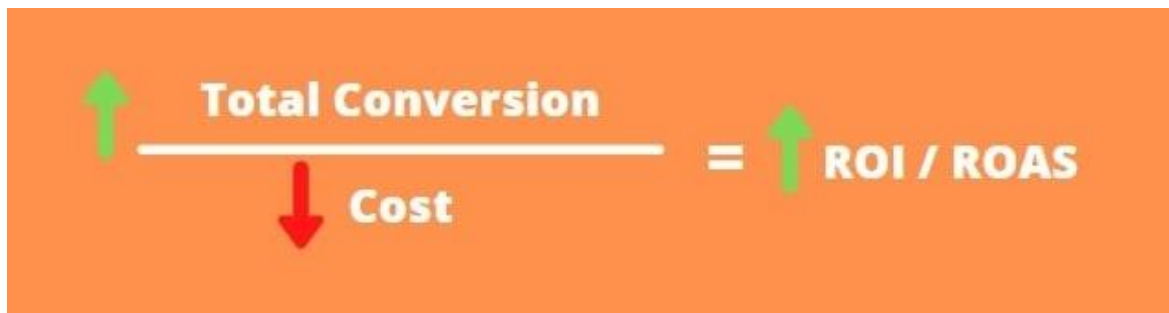 Total Conversion
= ROI / ROAS
Cost